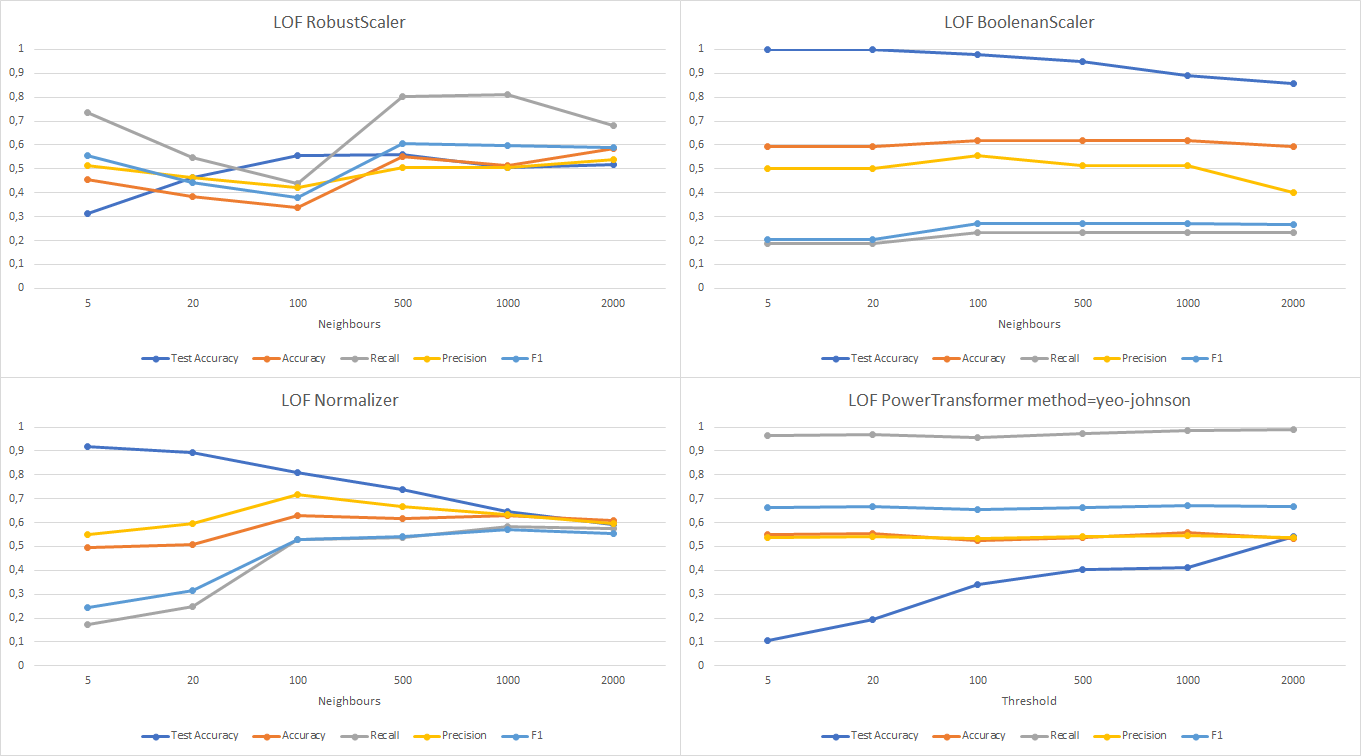 LOF RobustScaler
1
0,9
0,8
0,7
0,6
0,5
0,4
0,3
0,2
0,1
0
5 20 100 500 1000 2000
Neighbours
Test Accuracy Accuracy Recall Precision F1
LOF BoolenanScaler
1
0,9
0,8
0,7
0,6
0,5
0,4
0,3
0,2
0,1
0
5 20 100 500 1000 2000
Neighbours
Test Accuracy Accuracy Recall Precision F1
LOF Normalizer
1
0,9
0,8
0,7
0,6
0,5
0,4
0,3
0,2
0,1
0
5 20 100 500 1000 2000
Neighbours
Test Accuracy Accuracy Recall Precision F1
LOF PowerTransformer method=yeo-johnson
1
0,9
0,8
0,7
0,6
0,5
0,4
0,3
0,2
0,1
0
5 20 100 500 1000 2000
Threshold
Test Accuracy Accuracy Recall Precision F1